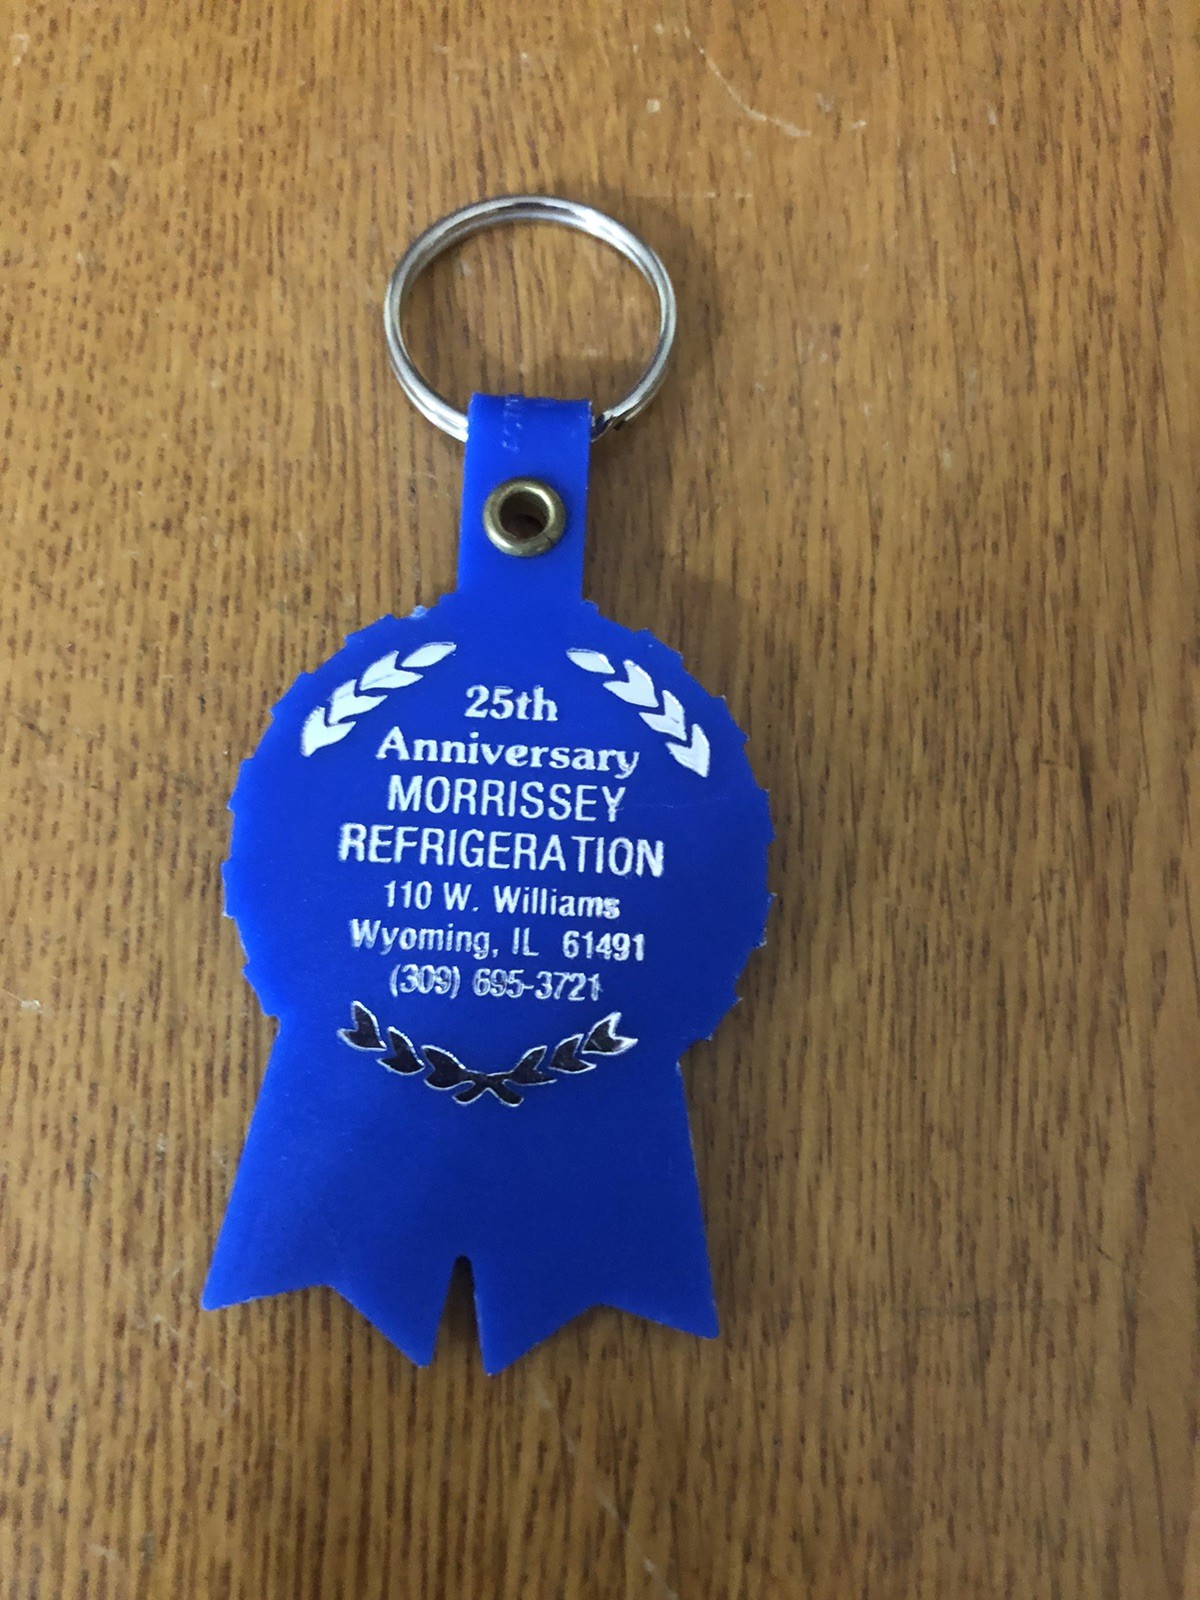 25th
Anniversary
MORRISSEY
REFRIGERATION
110 W. Williams
Wyoming, IL 61491
(309) 695-3721